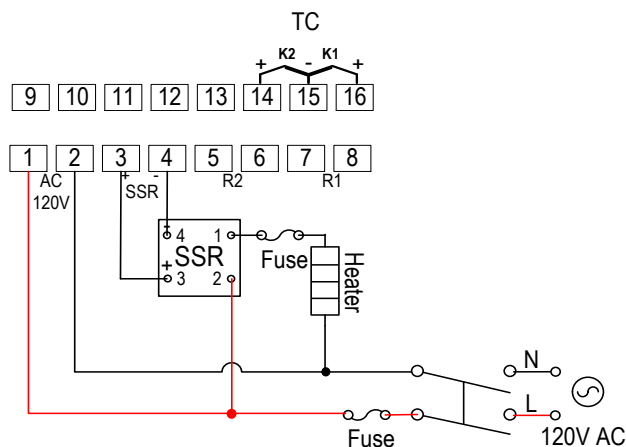 TC
+ K2 - K1 +
9 10 11 12 13 14 15 16
1 2 3 4 5 6 7 8
AC 120V
+ SSR -
R2
R1
- 4 1
SSR
+ 3 2
Fuse
Heater
N
L
Fuse
120V AC